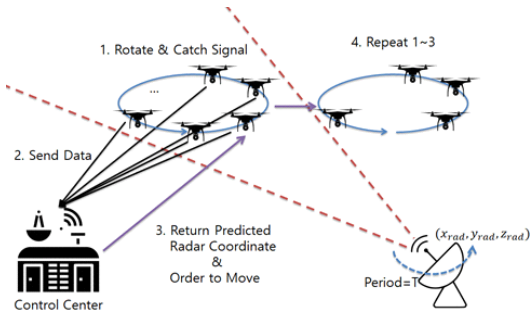 1. Rotate & Catch Signal
4. Repeat 1~3
...
2. Send Data
3. Return Predicted
Radar Coordinate
&
Order to Move
(x_rad, y_rad, z_rad)
Period=T
Control Center